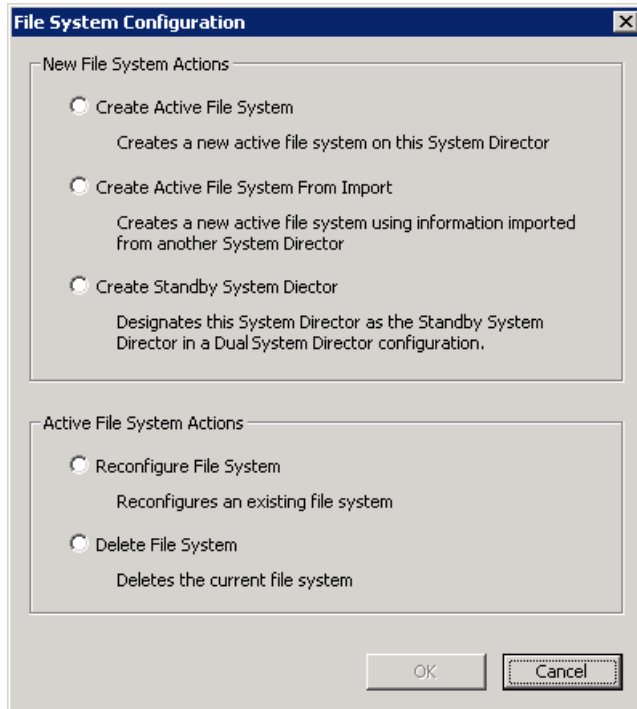 File System Configuration
New File System Actions
Create Active File System
Creates a new active file system on this System Director
Create Active File System From Import
Creates a new active file system using information imported
from another System Director
Create Standby System Diector
Designates this System Director as the Standby System
Director in a Dual System Director configuration.
Active File System Actions
Reconfigure File System
Reconfigures an existing file system
Delete File System
Deletes the current file system
OK
Cancel